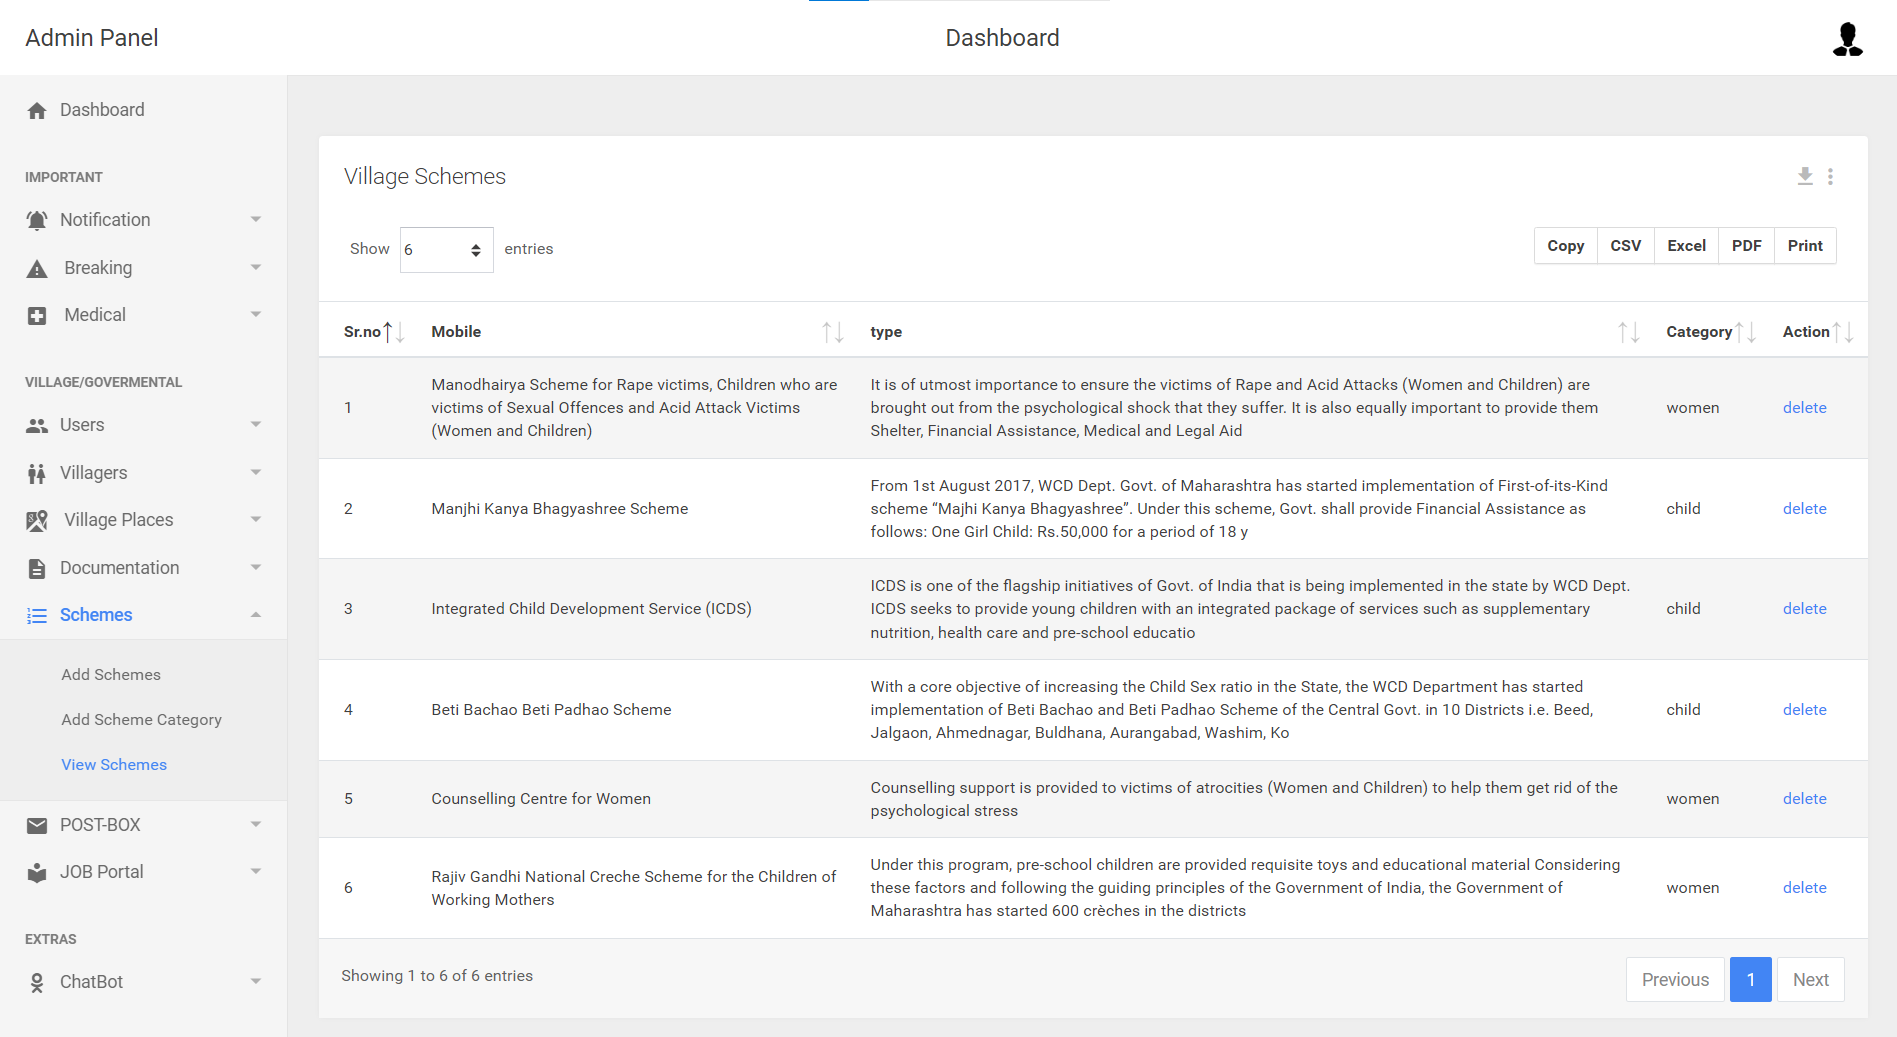 Admin Panel
Dashboard
Dashboard
IMPORTANT
Notification
Breaking
Medical
VILLAGE/GOVERMENTAL
Users
Villagers
Village Places
Documentation
Schemes
Add Schemes
Add Scheme Category
View Schemes
POST-BOX
JOB Portal
EXTRAS
ChatBot
Village Schemes
Show 6 entries
Copy CSV Excel PDF Print
Sr.no Mobile type Category Action
1
Manodhairya Scheme for Rape victims, Children who are
victims of Sexual Offences and Acid Attack Victims
(Women and Children)
It is of utmost importance to ensure the victims of Rape and Acid Attacks (Women and Children) are
brought out from the psychological shock that they suffer. It is also equally important to provide them
Shelter, Financial Assistance, Medical and Legal Aid
women
delete
2
Manjhi Kanya Bhagyashree Scheme
From 1st August 2017, WCD Dept. Govt. of Maharashtra has started implementation of First-of-its-Kind
scheme “Majhi Kanya Bhagyashree”. Under this scheme, Govt. shall provide Financial Assistance as
follows: One Girl Child: Rs.50,000 for a period of 18 y
child
delete
3
Integrated Child Development Service (ICDS)
ICDS is one of the flagship initiatives of Govt. of India that is being implemented in the state by WCD Dept.
ICDS seeks to provide young children with an integrated package of services such as supplementary
nutrition, health care and pre-school educatio
child
delete
4
Beti Bachao Beti Padhao Scheme
With a core objective of increasing the Child Sex ratio in the State, the WCD Department has started
implementation of Beti Bachao and Beti Padhao Scheme of the Central Govt. in 10 Districts i.e. Beed,
Jalgaon, Ahmednagar, Buldhana, Aurangabad, Washim, Ko
child
delete
5
Counselling Centre for Women
Counselling support is provided to victims of atrocities (Women and Children) to help them get rid of the
psychological stress
women
delete
6
Rajiv Gandhi National Creche Scheme for the Children of
Working Mothers
Under this program, pre-school children are provided requisite toys and educational material Considering
these factors and following the guiding principles of the Government of India, the Government of
Maharashtra has started 600 crèches in the districts
women
delete
Showing 1 to 6 of 6 entries
Previous 1 Next